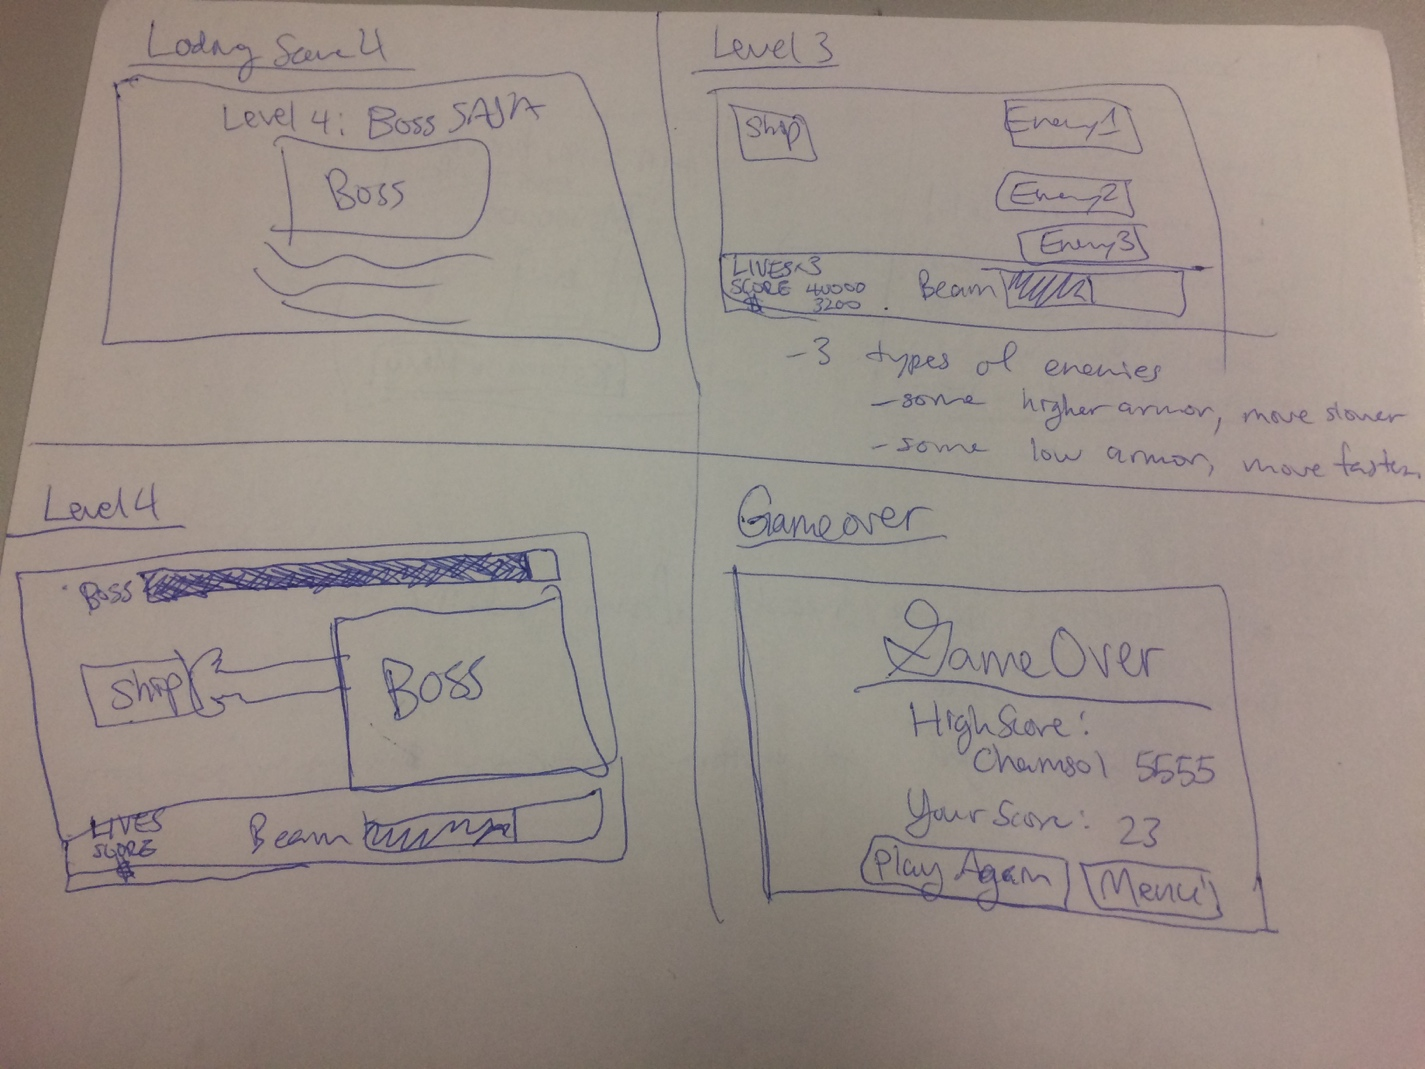 Loding Scene 4
Level 4: Boss
Boss
Level 3
Ship
Enemy1
Enemy2
Enemy3
LIVES 3
SCORE 40000
$ 3200
Beam
-3 types of enemies
-some higher armor, move slower
-some low armor, move faster
Level 4
Boss
Ship
Boss
LIVES
SCORE
$
Beam
Gameover
GameOver
HighScore:
Chamsol 5555
Your Score: 23
Play Again
Menu